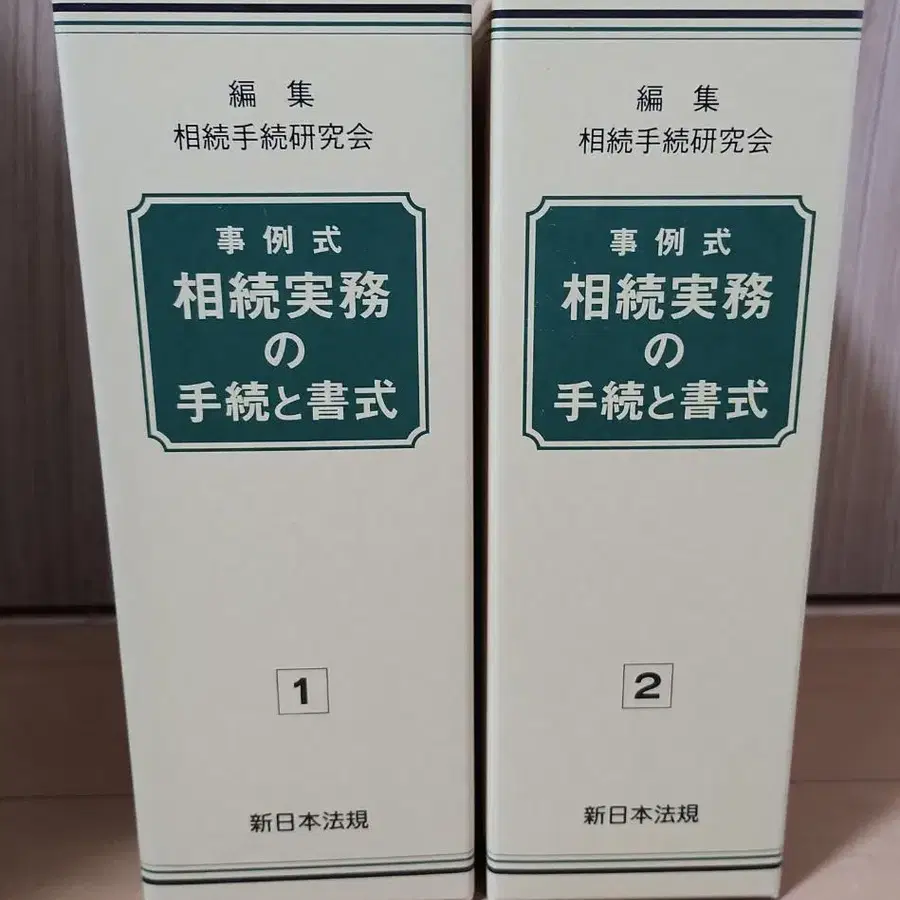 編集
相続手続研究会
事例式
相続実務
の
手続と書式
1
新日本法規
編集
相続手続研究会
事例式
相続実務
の
手続と書式
2
新日本法規